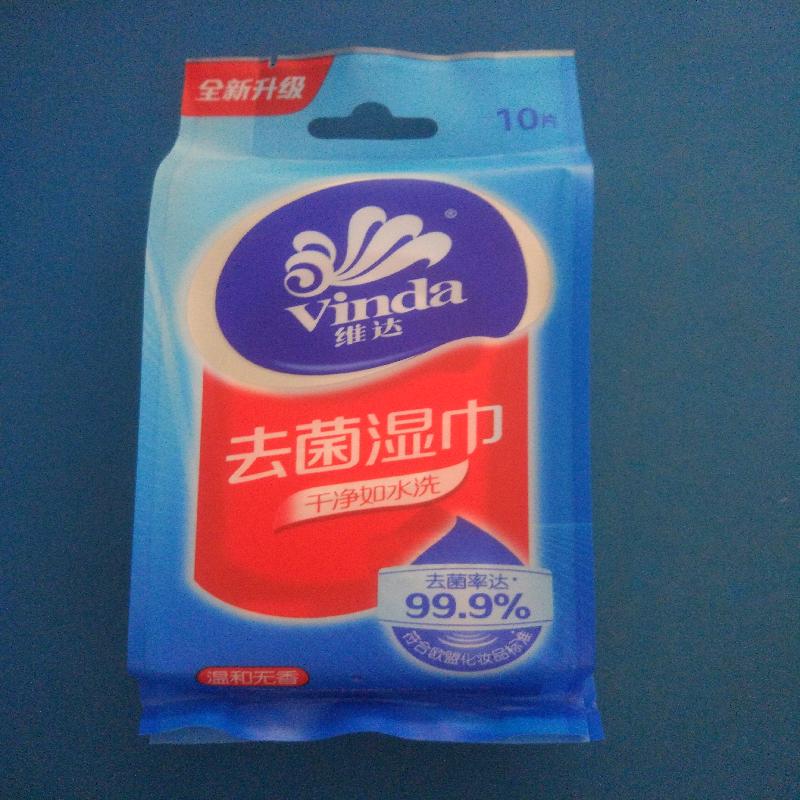 全新升级
10片
®
Vinda
维达
去菌湿巾
干净如水洗
去菌率达*
99.9%
符合欧盟化妆品标准*
温和无香